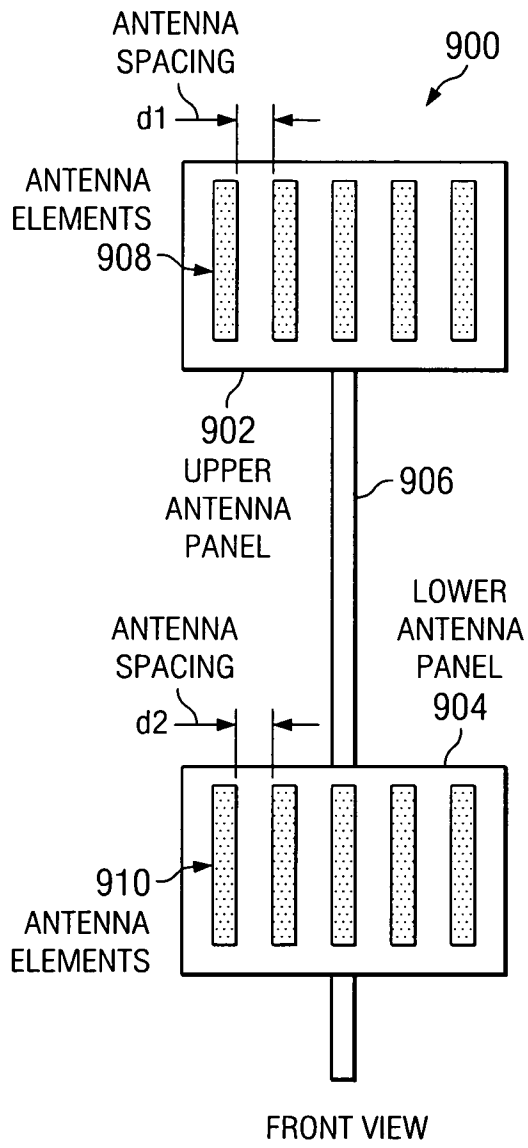 ANTENNA
SPACING
d1
900
ANTENNA
ELEMENTS
908
902
UPPER
ANTENNA
PANEL
906
LOWER
ANTENNA
PANEL
904
ANTENNA
SPACING
d2
910
ANTENNA
ELEMENTS
FRONT VIEW